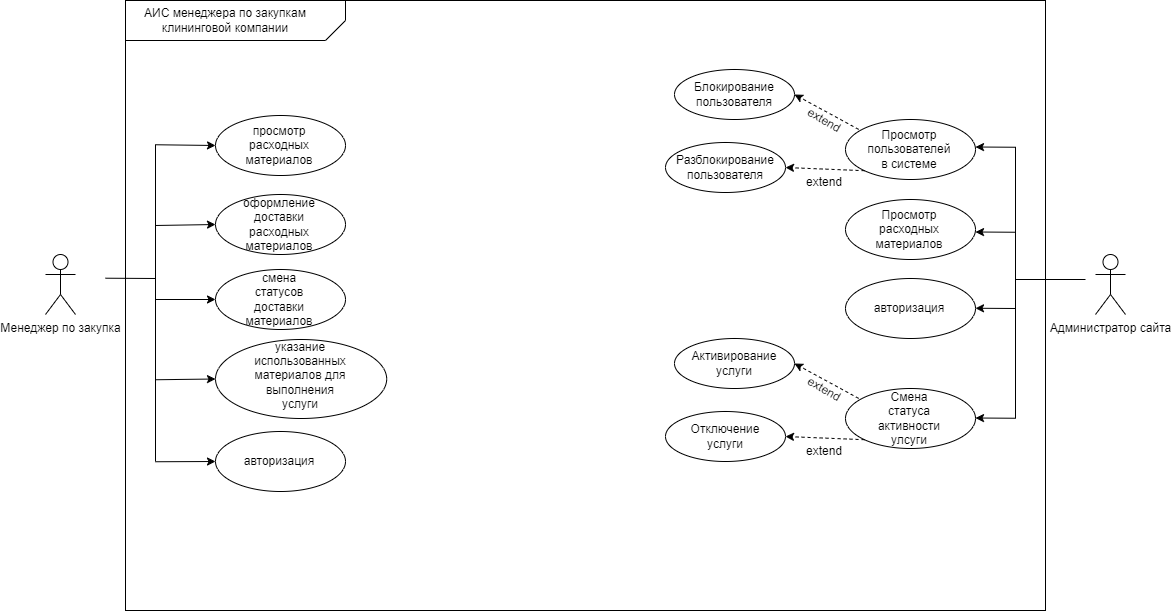 АИС менеджера по закупкам
клининговой компании
просмотр
расходных
материалов
оформление
доставки
расходных
материалов
смена
статусов
доставки
материалов
указание
использованных
материалов для
выполнения
услуги
авторизация
Менеджер по закупка
Блокирование
пользователя
extend
Просмотр
пользователей
в системе
Разблокирование
пользователя
extend
Просмотр
расходных
материалов
авторизация
Активирование
услуги
extend
Смена
статуса
активности
улсуги
Отключение
услуги
extend
Администратор сайта